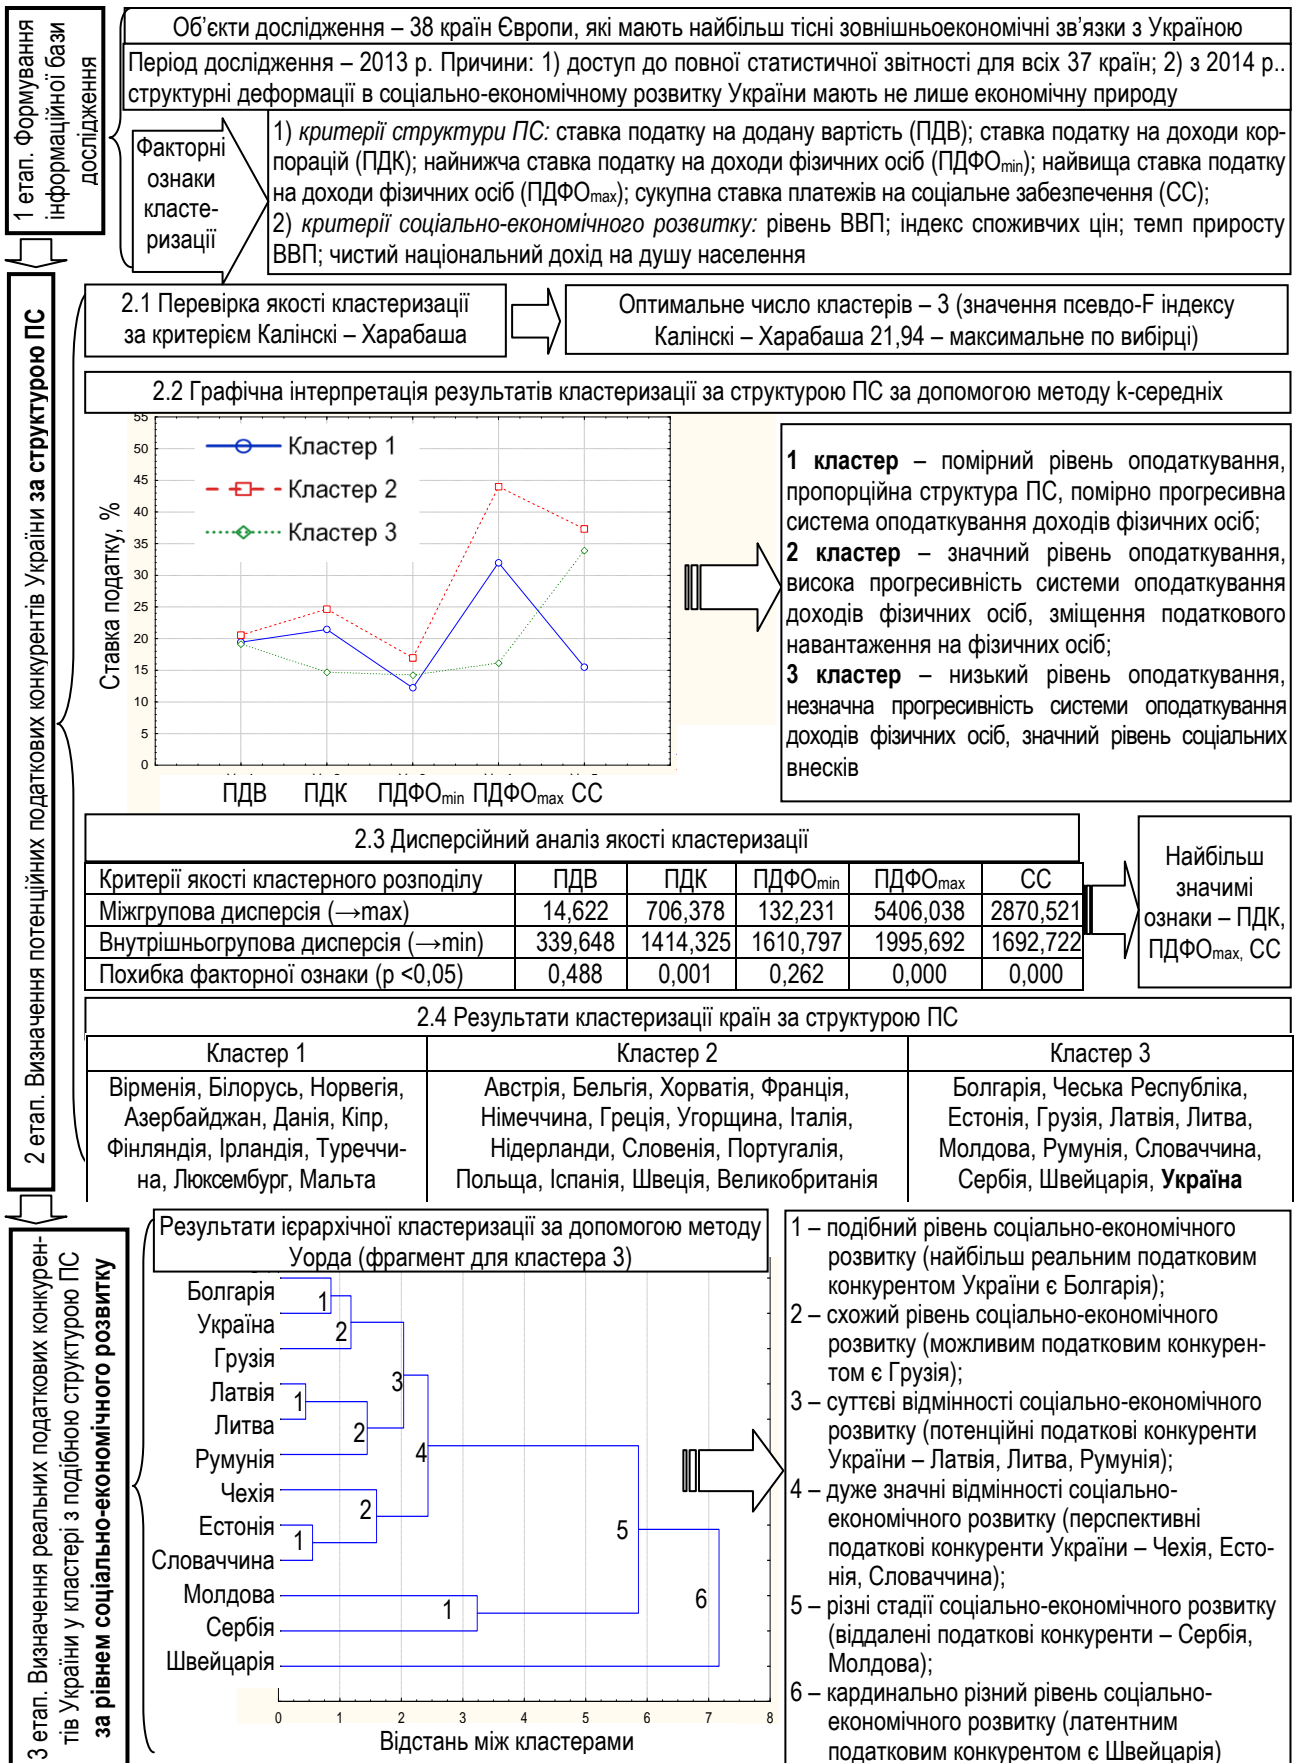 1 етап. Формування
інформаційної бази
дослідження
Об’єкти дослідження – 38 країн Європи, які мають найбільш тісні зовнішньоекономічні зв’язки з Україною
Період дослідження – 2013 р. Причини: 1) доступ до повної статистичної звітності для всіх 37 країн; 2) з 2014 р..
структурні деформації в соціально-економічному розвитку України мають не лише економічну природу
Факторні
ознаки
класте-
ризації
1) критерії структури ПС: ставка податку на додану вартість (ПДВ); ставка податку на доходи кор-
порацій (ПДК); найнижча ставка податку на доходи фізичних осіб (ПДФОmin); найвища ставка податку
на доходи фізичних осіб (ПДФОmax); сукупна ставка платежів на соціальне забезпечення (СС);
2) критерії соціально-економічного розвитку: рівень ВВП; індекс споживчих цін; темп приросту
ВВП; чистий національний дохід на душу населення
2 етап. Визначення потенційних податкових конкурентів України за структурою ПС
2.1 Перевірка якості кластеризації
за критерієм Калінскі – Харабаша
Оптимальне число кластерів – 3 (значення псевдо-F індексу
Калінскі – Харабаша 21,94 – максимальне по вибірці)
2.2 Графічна інтерпретація результатів кластеризації за структурою ПС за допомогою методу k-середніх
Ставка податку, %
55
50
45
40
35
30
25
20
15
10
5
0
Кластер 1
Кластер 2
Кластер 3
ПДВ ПДК ПДФОmin ПДФОmax СС
1 кластер – помірний рівень оподаткування,
пропорційна структура ПС, помірно прогресивна
система оподаткування доходів фізичних осіб;
2 кластер – значний рівень оподаткування,
висока прогресивність системи оподаткування
доходів фізичних осіб, зміщення податкового
навантаження на фізичних осіб;
3 кластер – низький рівень оподаткування,
незначна прогресивність системи оподаткування
доходів фізичних осіб, значний рівень соціальних
внесків
2.3 Дисперсійний аналіз якості кластеризації
Критерії якості кластерного розподілу ПДВ ПДК ПДФОmin ПДФОmax СС
Міжгрупова дисперсія (→max) 14,622 706,378 132,231 5406,038 2870,521
Внутрішньогрупова дисперсія (→min) 339,648 1414,325 1610,797 1995,692 1692,722
Похибка факторної ознаки (p <0,05) 0,488 0,001 0,262 0,000 0,000
Найбільш
значимі
ознаки – ПДК,
ПДФОmax, СС
2.4 Результати кластеризації країн за структурою ПС
Кластер 1 Кластер 2 Кластер 3
Вірменія, Білорусь, Норвегія,
Азербайджан, Данія, Кіпр,
Фінляндія, Ірландія, Туреччи-
на, Люксембург, Мальта
Австрія, Бельгія, Хорватія, Франція,
Німеччина, Греція, Угорщина, Італія,
Нідерланди, Словенія, Португалія,
Польща, Іспанія, Швеція, Великобританія
Болгарія, Чеська Республіка,
Естонія, Грузія, Латвія, Литва,
Молдова, Румунія, Словаччина,
Сербія, Швейцарія, Україна
3 етап. Визначення реальних податкових конкурен-
тів України у кластері з подібною структурою ПС
за рівнем соціально-економічного розвитку
Результати ієрархічної кластеризації за допомогою методу
Уорда (фрагмент для кластера 3)
Болгарія
Україна
Грузія
Латвія
Литва
Румунія
Чехія
Естонія
Словаччина
Молдова
Сербія
Швейцарія
1
2
3
1
2
4
2
1
5
1
6
0 1 2 3 4 5 6 7 8
Відстань між кластерами
1 – подібний рівень соціально-економічного
розвитку (найбільш реальним податковим
конкурентом України є Болгарія);
2 – схожий рівень соціально-економічного
розвитку (можливим податковим конкурен-
том є Грузія);
3 – суттєві відмінності соціально-економічного
розвитку (потенційні податкові конкуренти
України – Латвія, Литва, Румунія);
4 – дуже значні відмінності соціально-
економічного розвитку (перспективні
податкові конкуренти України – Чехія, Есто-
нія, Словаччина);
5 – різні стадії соціально-економічного розвитку
(віддалені податкові конкуренти – Сербія,
Молдова);
6 – кардинально різний рівень соціально-
економічного розвитку (латентним
податковим конкурентом є Швейцарія)